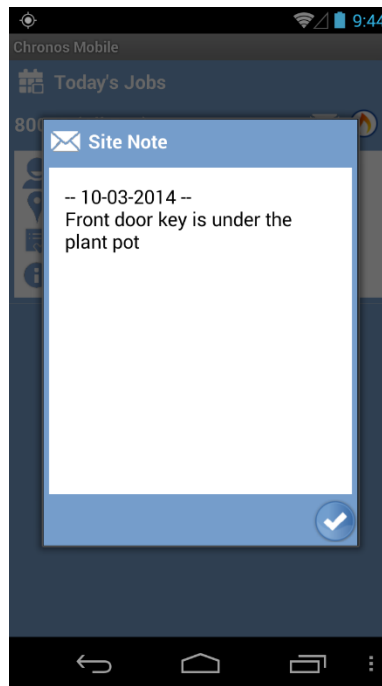 9:44
Chronos Mobile
Today's Jobs
800
Site Note
-- 10-03-2014 --
Front door key is under the
plant pot